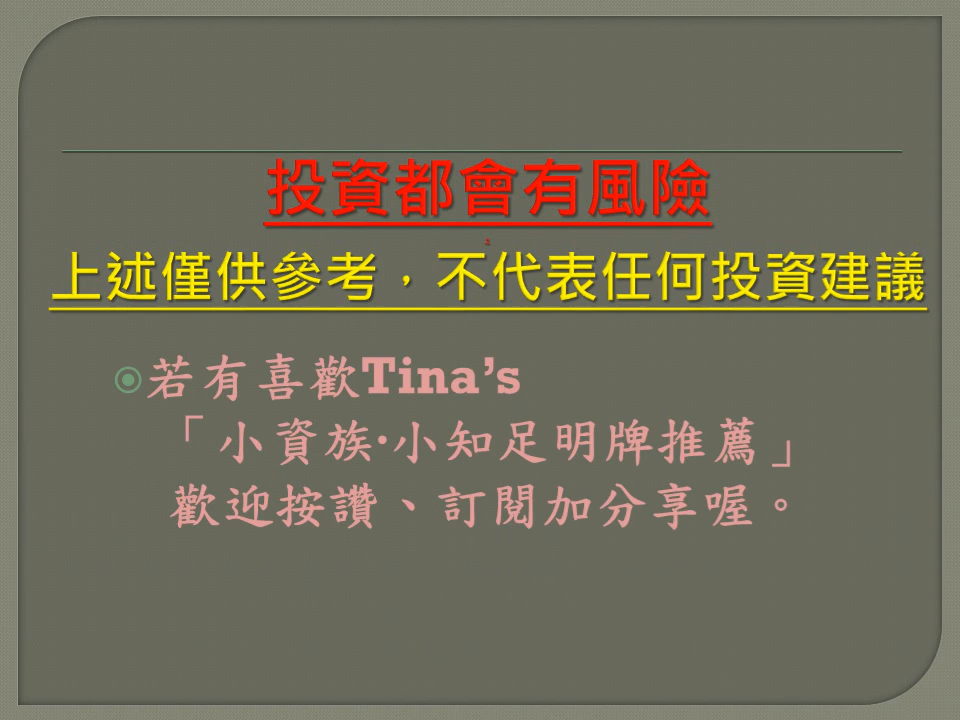 投資都會有風險
：
上述僅供參考，不代表任何投資建議
若有喜歡Tina’s
「小資族‧小知足明牌推薦」
歡迎按讚、訂閱加分享喔。